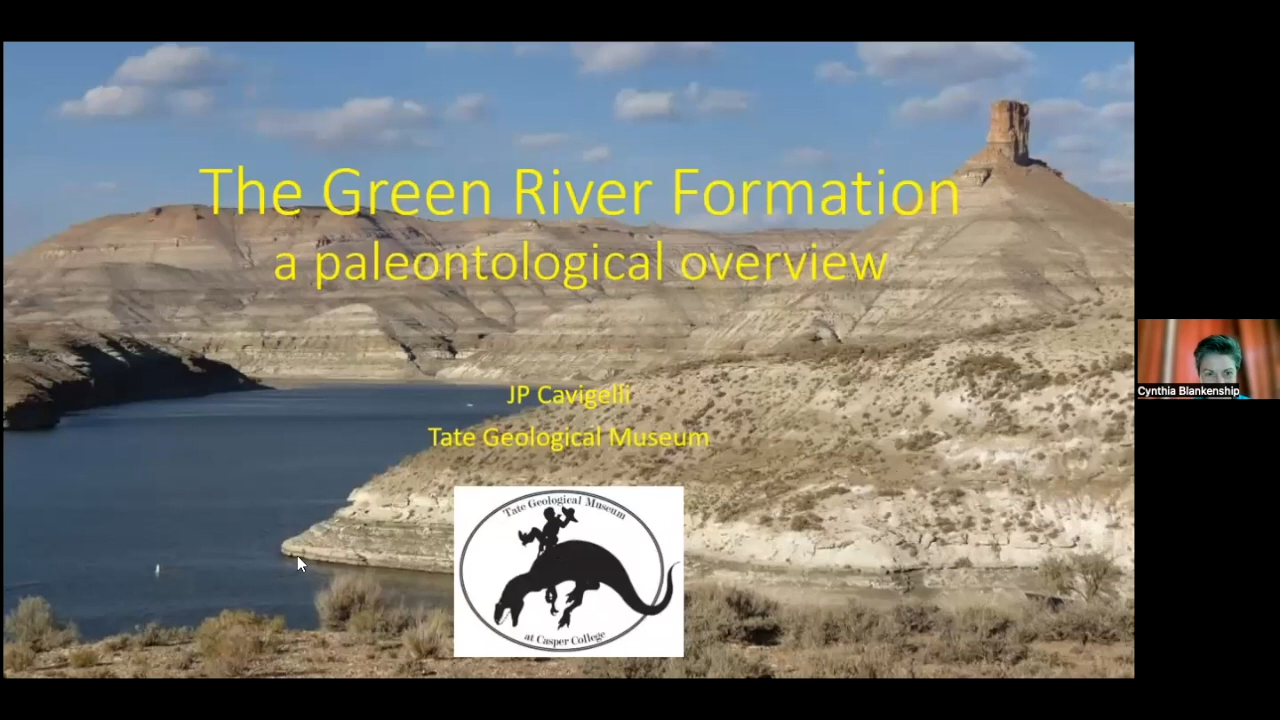 The Green River Formation
a paleontological overview
JP Cavigelli
Tate Geological Museum
Tate Geological Museum
at Casper College
Cynthia Blankenship